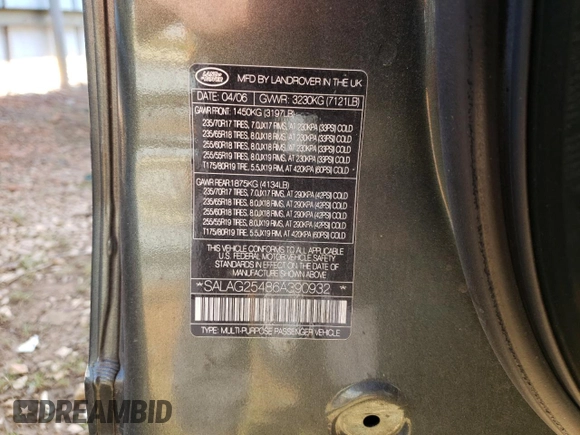 LAND ROVER
MFD BY LANDROVER IN THE UK
DATE: 04/06 GVWR: 3230KG (7121LB)
GAWR FRONT: 1450KG (3197LB)
235/70R17 TIRES, 7.0JX17 RIMS, AT 230KPA (33PSI) COLD
235/65R18 TIRES, 8.0JX18 RIMS, AT 230KPA (33PSI) COLD
255/60R18 TIRES, 8.0JX18 RIMS, AT 230KPA (33PSI) COLD
255/55R19 TIRES, 8.0JX19 RIMS, AT 230KPA (33PSI) COLD
T175/80R19 TIRE, 5.5JX19 RIM, AT 420KPA (60PSI) COLD
GAWR REAR: 1875KG (4134LB)
235/70R17 TIRES, 7.0JX17 RIMS, AT 290KPA (42PSI) COLD
235/65R18 TIRES, 8.0JX18 RIMS, AT 290KPA (42PSI) COLD
255/60R18 TIRES, 8.0JX18 RIMS, AT 290KPA (42PSI) COLD
255/55R19 TIRES, 8.0JX19 RIMS, AT 290KPA (42PSI) COLD
T175/80R19 TIRE, 5.5JX19 RIM, AT 420KPA (60PSI) COLD
THIS VEHICLE CONFORMS TO ALL APPLICABLE
U.S. FEDERAL MOTOR VEHICLE SAFETY
STANDARDS IN EFFECT ON THE DATE OF
MANUFACTURE SHOWN ABOVE
*SALAG25486A390932*
TYPE: MULTI-PURPOSE PASSENGER VEHICLE
DREAMBID